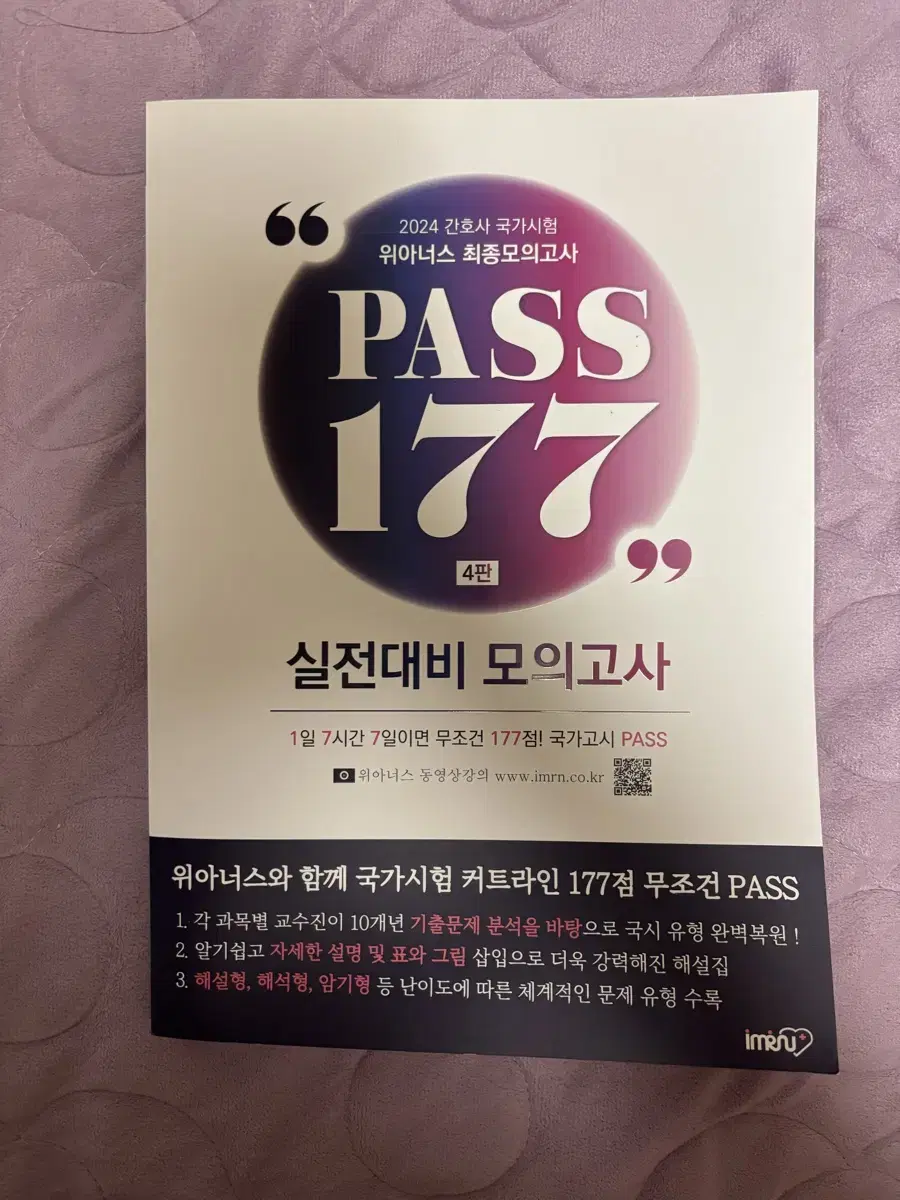 “
2024 간호사 국가시험
위아너스 최종모의고사
PASS
177
”
4판
실전대비 모의고사
1일 7시간 7일이면 무조건 177점! 국가고시 PASS
위아너스 동영상강의 www.imrn.co.kr
위아너스와 함께 국가시험 커트라인 177점 무조건 PASS
1. 각 과목별 교수진이 10개년 기출문제 분석을 바탕으로 국시 유형 완벽복원 !
2. 알기쉽고 자세한 설명 및 표와 그림 삽입으로 더욱 강력해진 해설집
3. 해설형, 해석형, 암기형 등 난이도에 따른 체계적인 문제 유형 수록
imRN